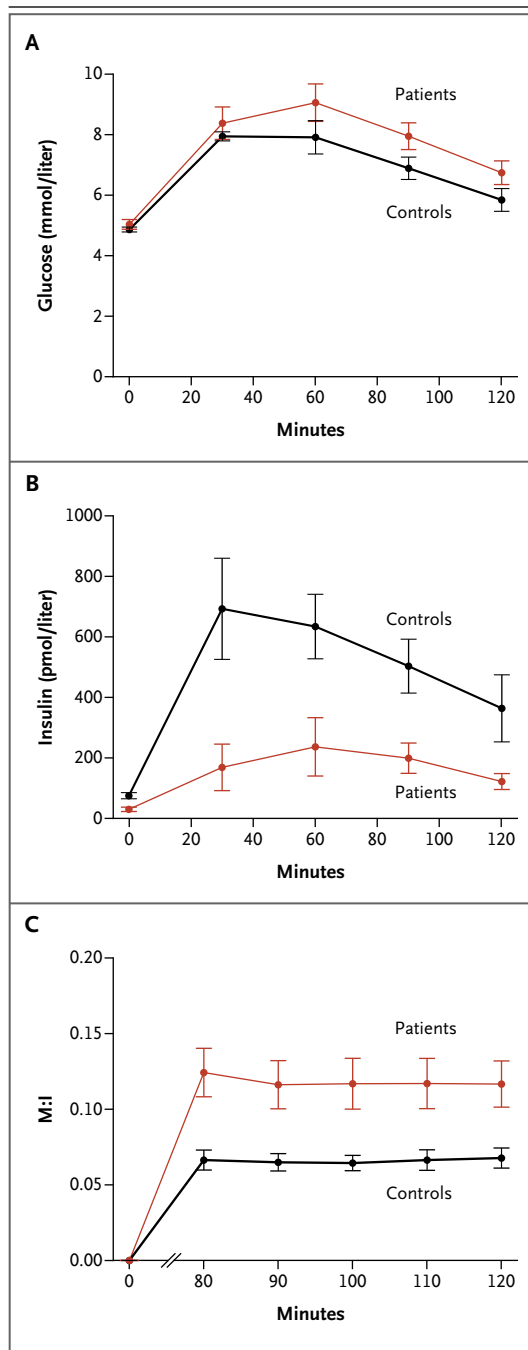 A
10
8
6
4
2
0
Glucose (mmol/liter)
Patients
Controls
0 20 40 60 80 100 120
Minutes
B
1000
800
600
400
200
0
Insulin (pmol/liter)
Controls
Patients
0 20 40 60 80 100 120
Minutes
C
0.20
0.15
0.10
0.05
0.00
M:I
Patients
Controls
0 80 90 100 110 120
Minutes